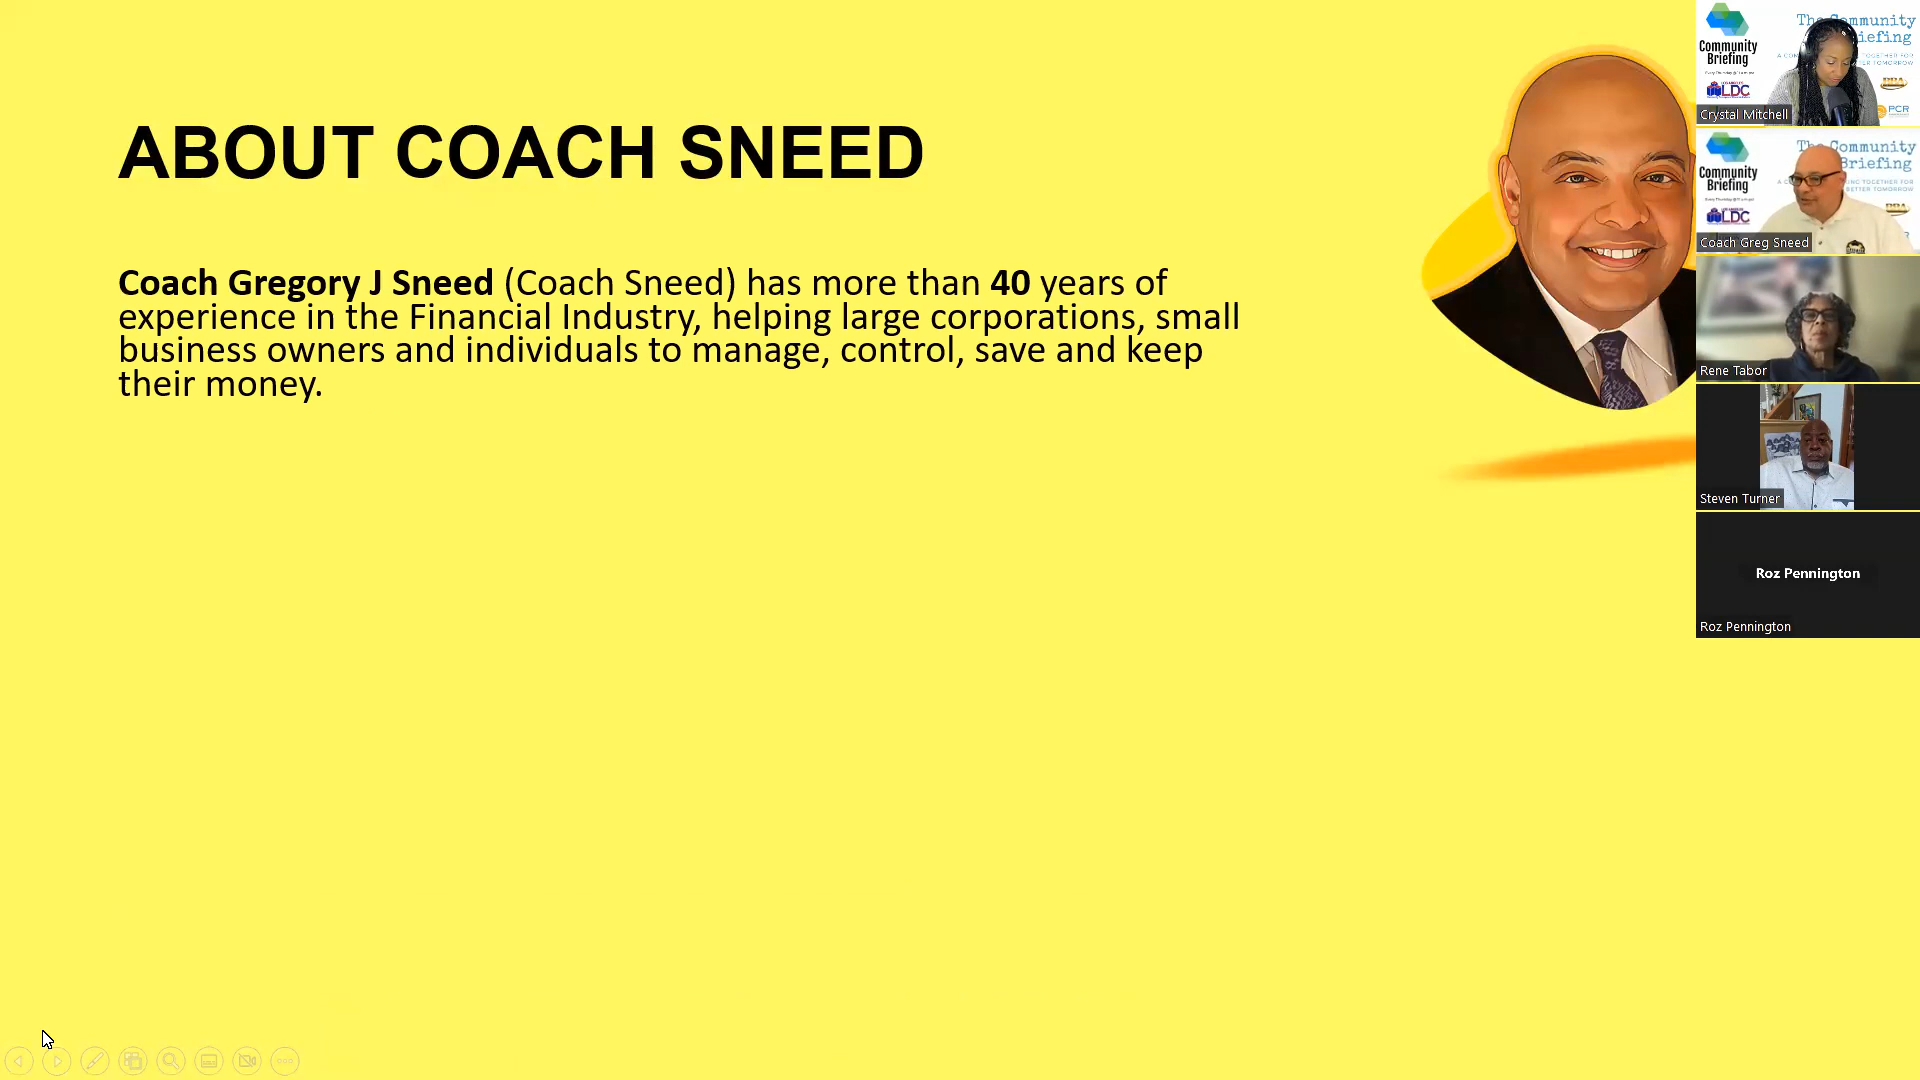 ABOUT COACH SNEED
Coach Gregory J Sneed (Coach Sneed) has more than 40 years of
experience in the Financial Industry, helping large corporations, small
business owners and individuals to manage, control, save and keep
their money.
Community
Briefing
The Community
iefing
LDC
PCR
Crystal Mitchell
Community
Briefing
The Community
Briefing
LDC
Coach Greg Sneed
Rene Tabor
Steven Turner
Roz Pennington
Roz Pennington